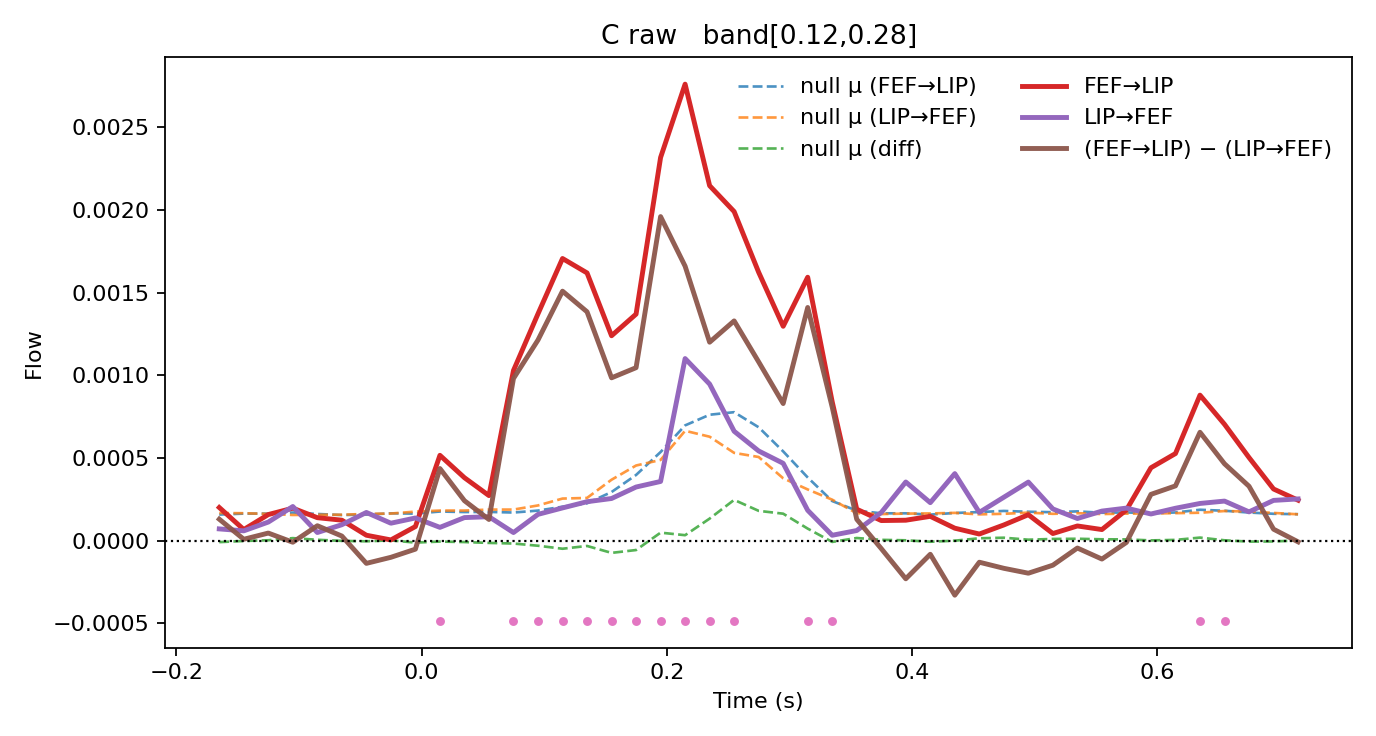 C raw   band[0.12,0.28]
null μ (FEF→LIP)
null μ (LIP→FEF)
null μ (diff)
FEF→LIP
LIP→FEF
(FEF→LIP) − (LIP→FEF)
Flow
0.0025
0.0020
0.0015
0.0010
0.0005
0.0000
−0.0005
−0.2 0.0 0.2 0.4 0.6
Time (s)